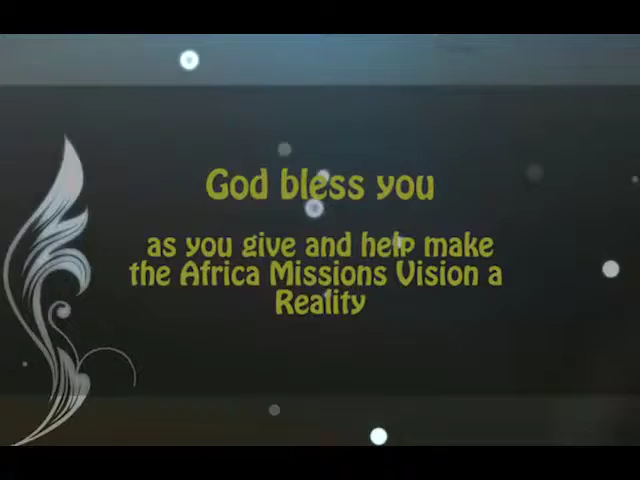 God bless you
as you give and help make
the Africa Missions Vision a
Reality